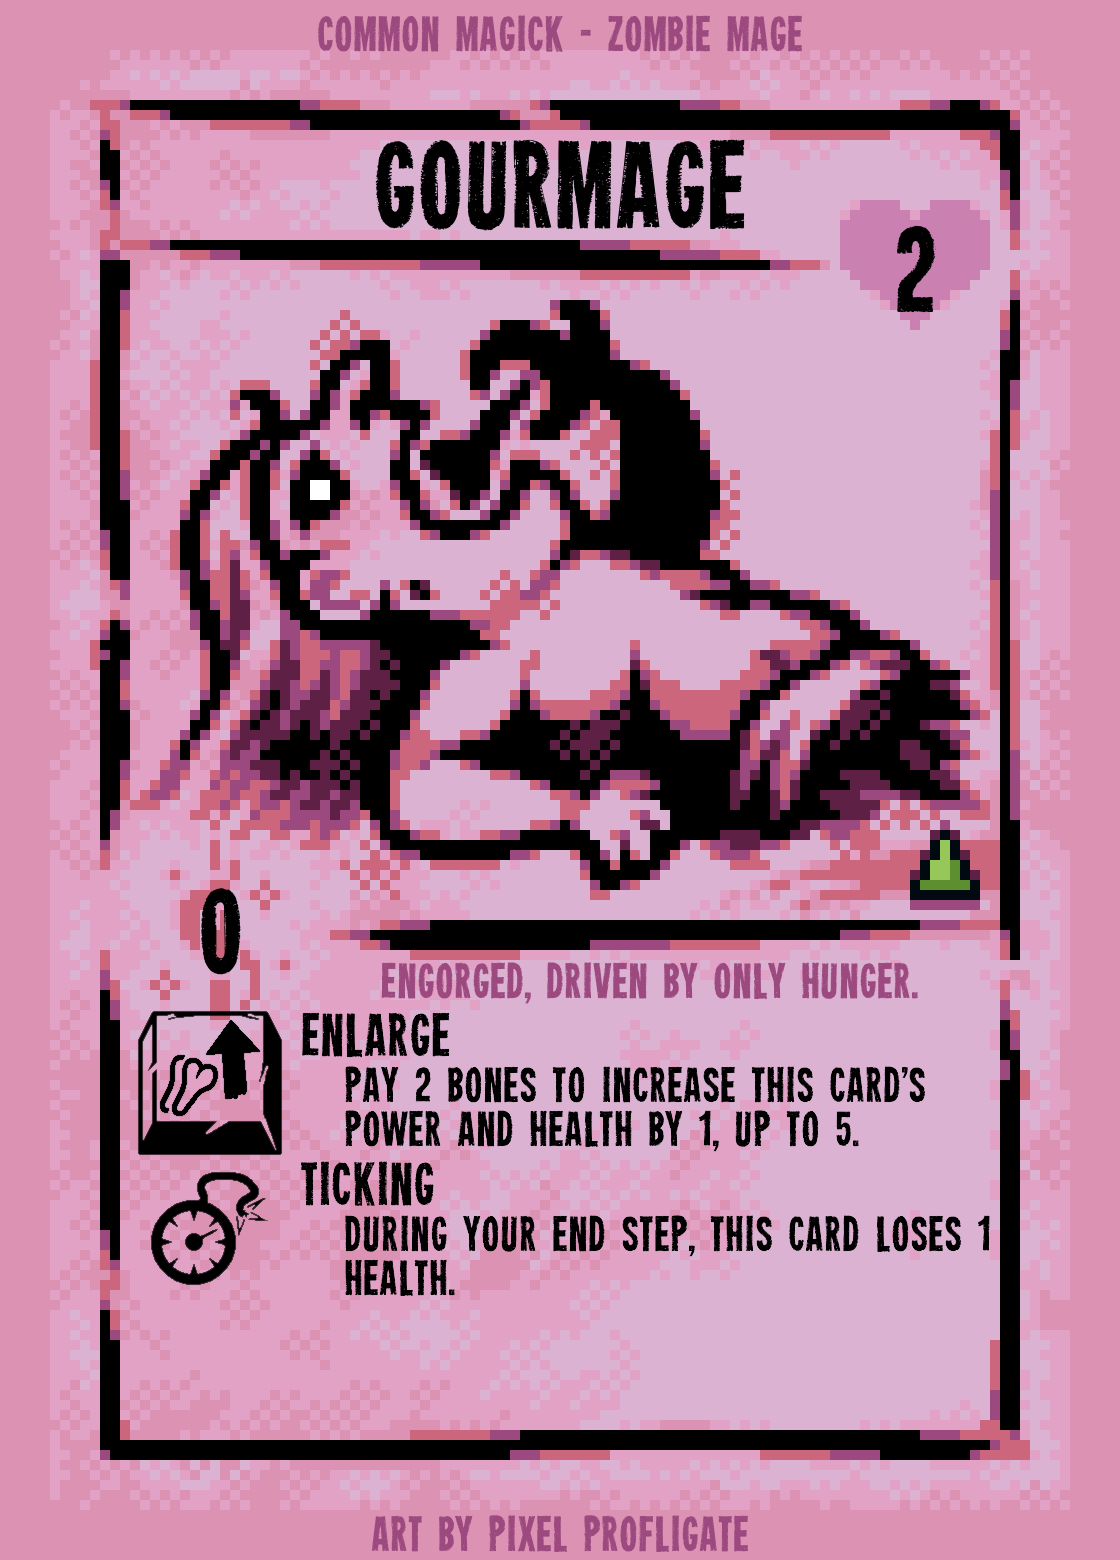 COMMON MAGICK - ZOMBIE MAGE
GOURMAGE
2
0
ENGORGED, DRIVEN BY ONLY HUNGER.
ENLARGE
PAY 2 BONES TO INCREASE THIS CARD'S
POWER AND HEALTH BY 1, UP TO 5.
TICKING
DURING YOUR END STEP, THIS CARD LOSES 1
HEALTH.
ART BY PIXEL PROFLIGATE